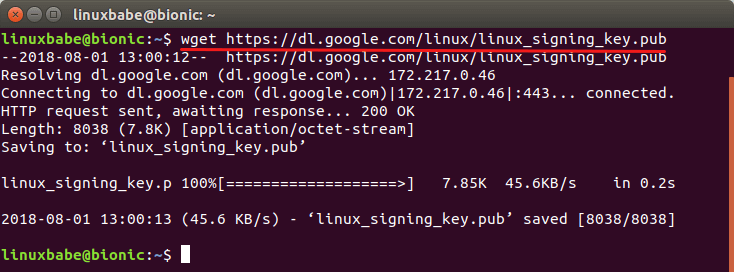 linuxbabe@bionic: ~
linuxbabe@bionic:~$ wget https://dl.google.com/linux/linux_signing_key.pub
--2018-08-01 13:00:12--  https://dl.google.com/linux/linux_signing_key.pub
Resolving dl.google.com (dl.google.com)... 172.217.0.46
Connecting to dl.google.com (dl.google.com)|172.217.0.46|:443... connected.
HTTP request sent, awaiting response... 200 OK
Length: 8038 (7.8K) [application/octet-stream]
Saving to: ‘linux_signing_key.pub’
linux_signing_key.p 100%[===================>]   7.85K  45.6KB/s    in 0.2s
2018-08-01 13:00:13 (45.6 KB/s) - ‘linux_signing_key.pub’ saved [8038/8038]
linuxbabe@bionic:~$